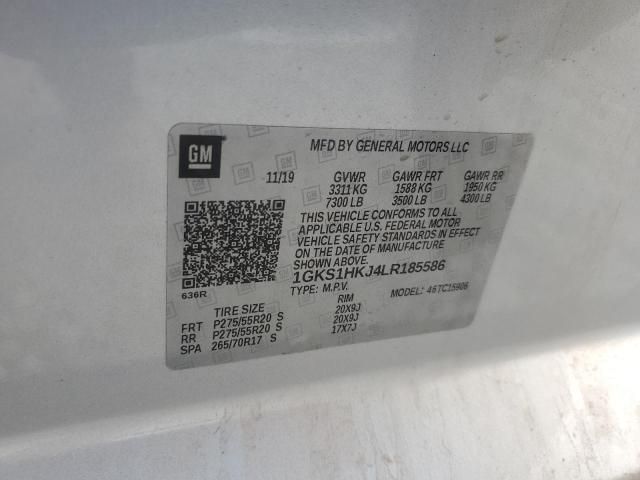 GM
MFD BY GENERAL MOTORS LLC
11/19 GVWR GAWR FRT GAWR RR
3311 KG 1588 KG 1950 KG
7300 LB 3500 LB 4300 LB
THIS VEHICLE CONFORMS TO ALL
APPLICABLE U.S. FEDERAL MOTOR
VEHICLE SAFETY STANDARDS IN EFFECT
ON THE DATE OF MANUFACTURE
1GKS1HKJ4LR185586
636R TYPE: M.P.V. MODEL: 46TC15906
TIRE SIZE RIM
FRT P275/55R20 S 20X9J
RR P275/55R20 S 20X9J
SPA 265/70R17 S 17X7J